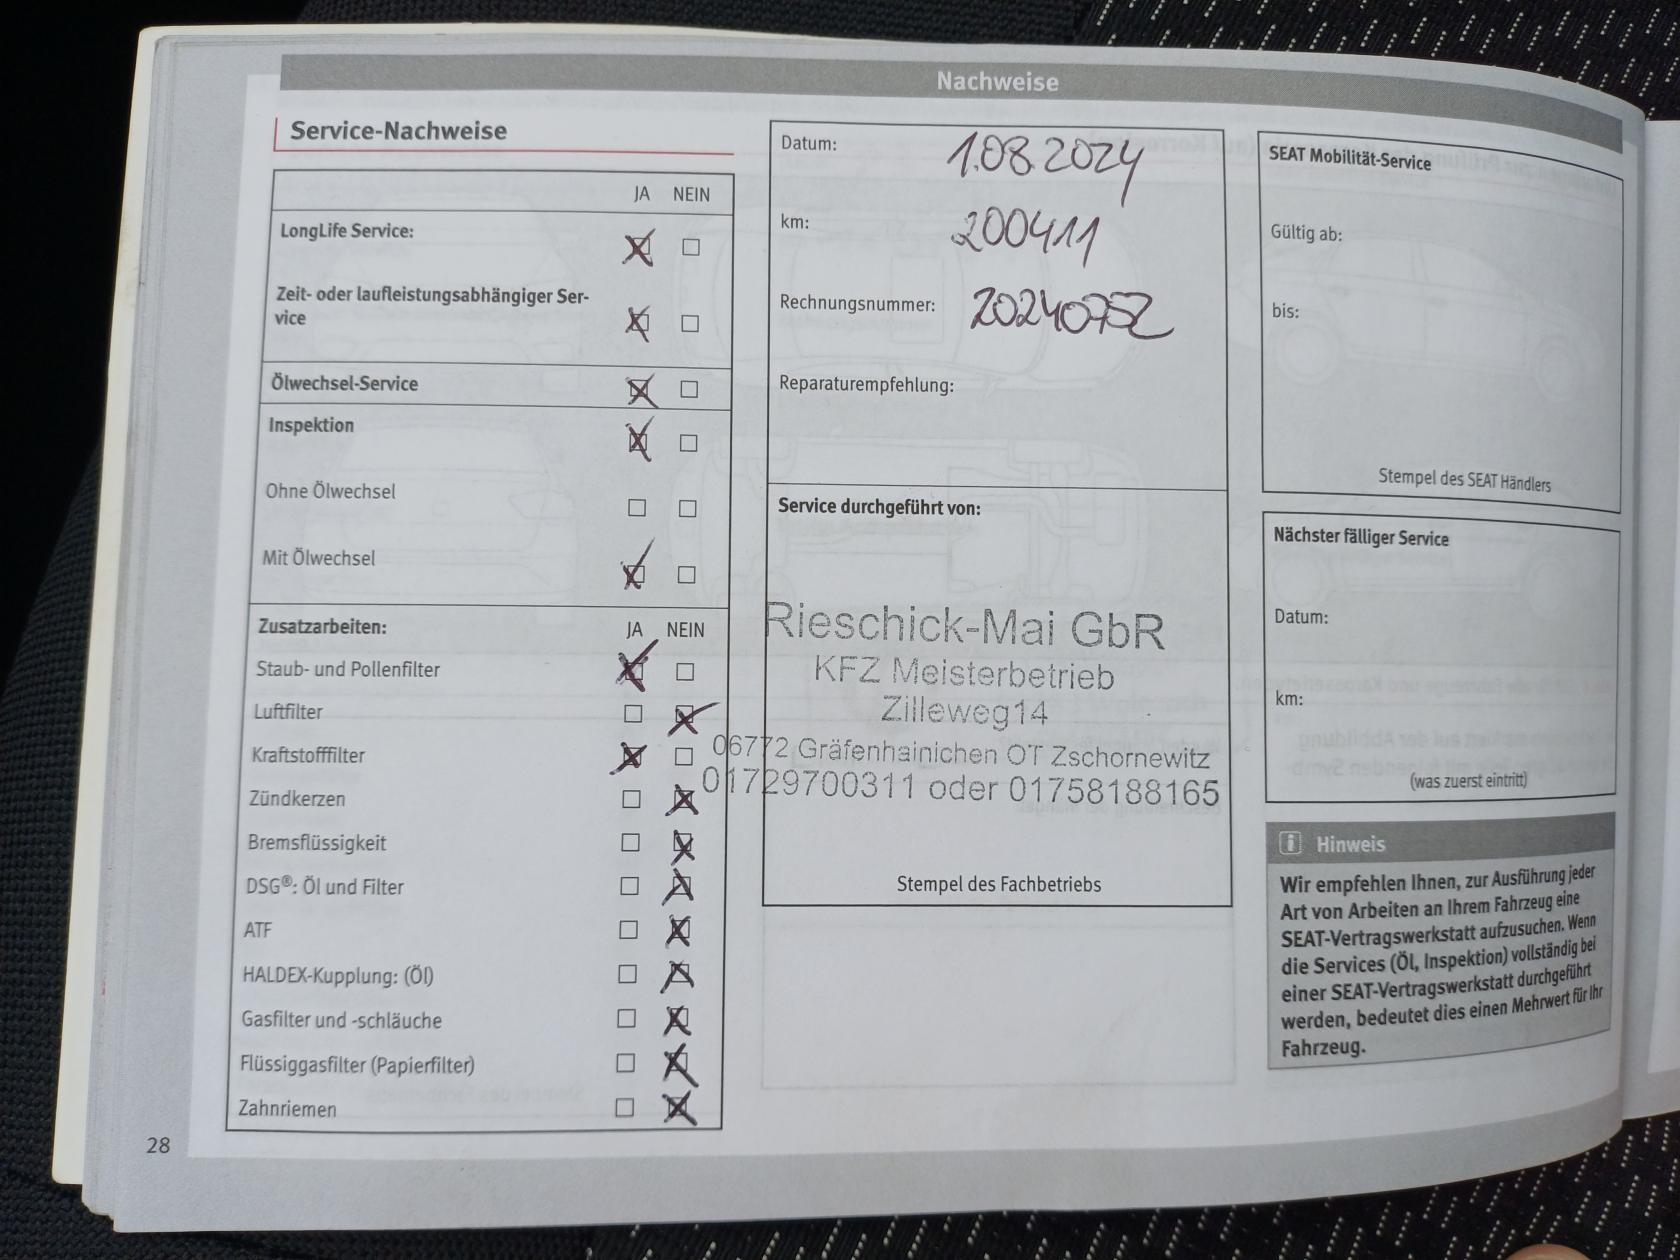 Nachweise
Service-Nachweise
JA NEIN
LongLife Service:
Zeit- oder laufleistungsabhängiger Ser-
vice
Ölwechsel-Service
Inspektion
Ohne Ölwechsel
Mit Ölwechsel
Zusatzarbeiten: JA NEIN
Staub- und Pollenfilter
Luftfilter
Kraftstofffilter
Zündkerzen
Bremsflüssigkeit
DSG®: Öl und Filter
ATF
HALDEX-Kupplung: (Öl)
Gasfilter und -schläuche
Flüssiggasfilter (Papierfilter)
Zahnriemen
28
Datum: 1.08.2024
km: 200411
Rechnungsnummer: 20240752
Reparaturempfehlung:
Service durchgeführt von:
Rieschick-Mai GbR
KFZ Meisterbetrieb
Zilleweg14
06772 Gräfenhainichen OT Zschornewitz
01729700311 oder 01758188165
Stempel des Fachbetriebs
SEAT Mobilität-Service
Gültig ab:
bis:
Stempel des SEAT Händlers
Nächster fälliger Service
Datum:
km:
(was zuerst eintritt)
i Hinweis
Wir empfehlen Ihnen, zur Ausführung jeder
Art von Arbeiten an Ihrem Fahrzeug eine
SEAT-Vertragswerkstatt aufzusuchen. Wenn
die Services (Öl, Inspektion) vollständig bei
einer SEAT-Vertragswerkstatt durchgeführt
werden, bedeutet dies einen Mehrwert für Ihr
Fahrzeug.